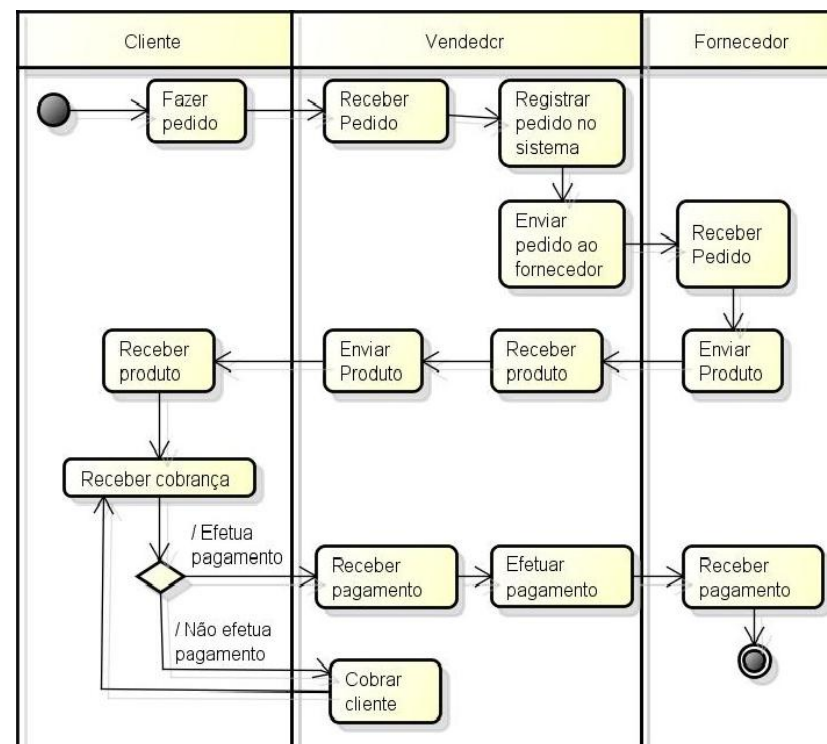 Cliente
Vendedcr
Fornecedor
Fazer
pedido
Receber
Pedido
Registrar
pedido no
sistema
Enviar
pedido ao
fornecedor
Receber
Pedido
Receber
produto
Enviar
Produto
Receber
produto
Enviar
Produto
Receber cobrança
/ Efetua
pagamento
Receber
pagamento
Efetuar
pagamento
Receber
pagamento
/ Não efetua
pagamento
Cobrar
cliente